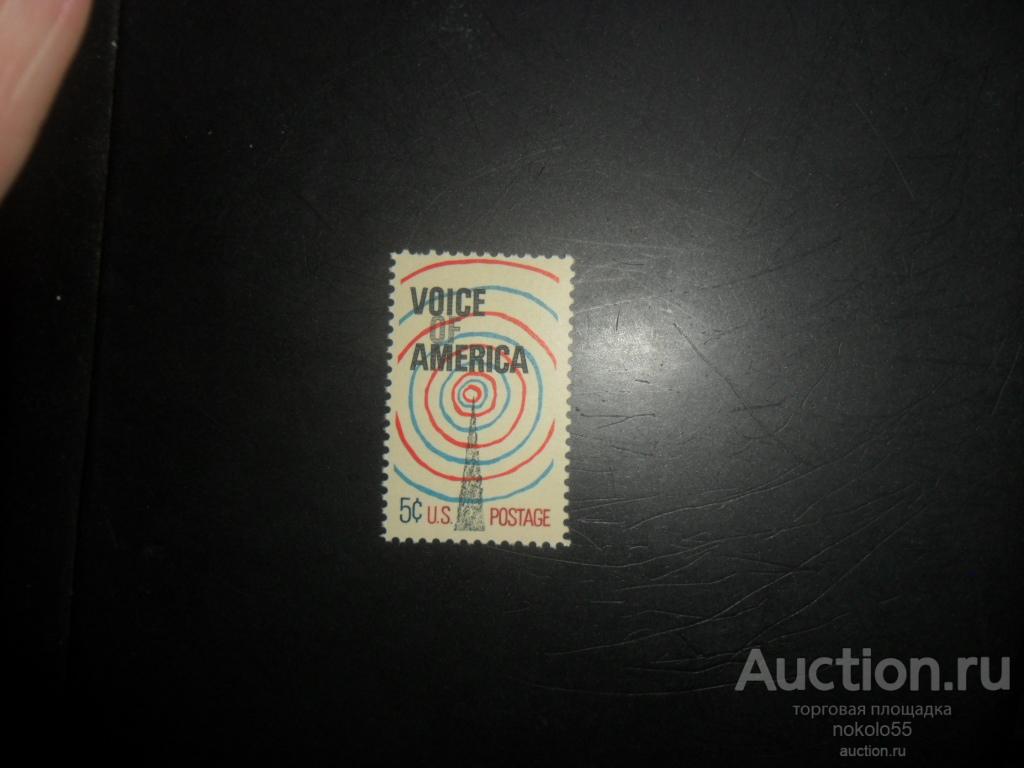 VOICE
OF
AMERICA
5¢ U.S. POSTAGE
Auction.ru
торговая площадка
nokolo55
auction.ru